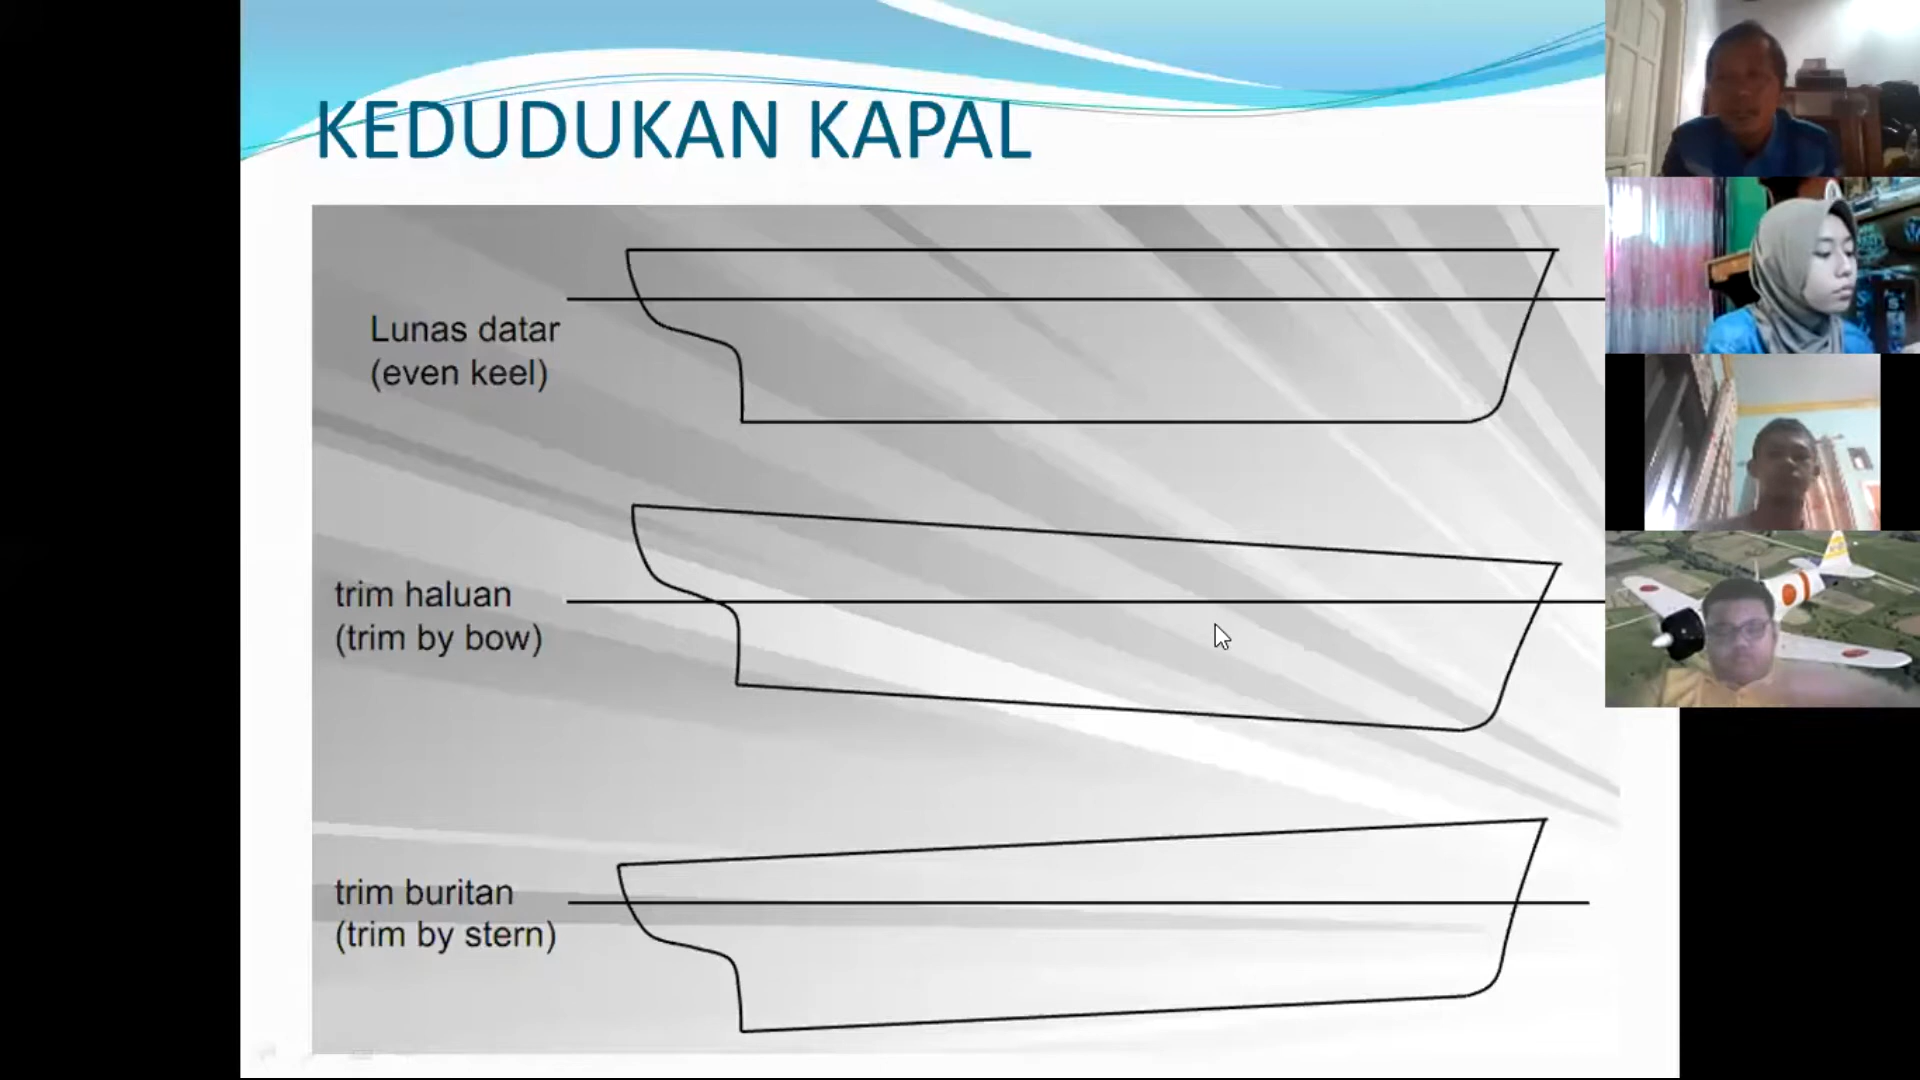 KEDUDUKAN KAPAL
Lunas datar
(even keel)
trim haluan
(trim by bow)
trim buritan
(trim by stern)